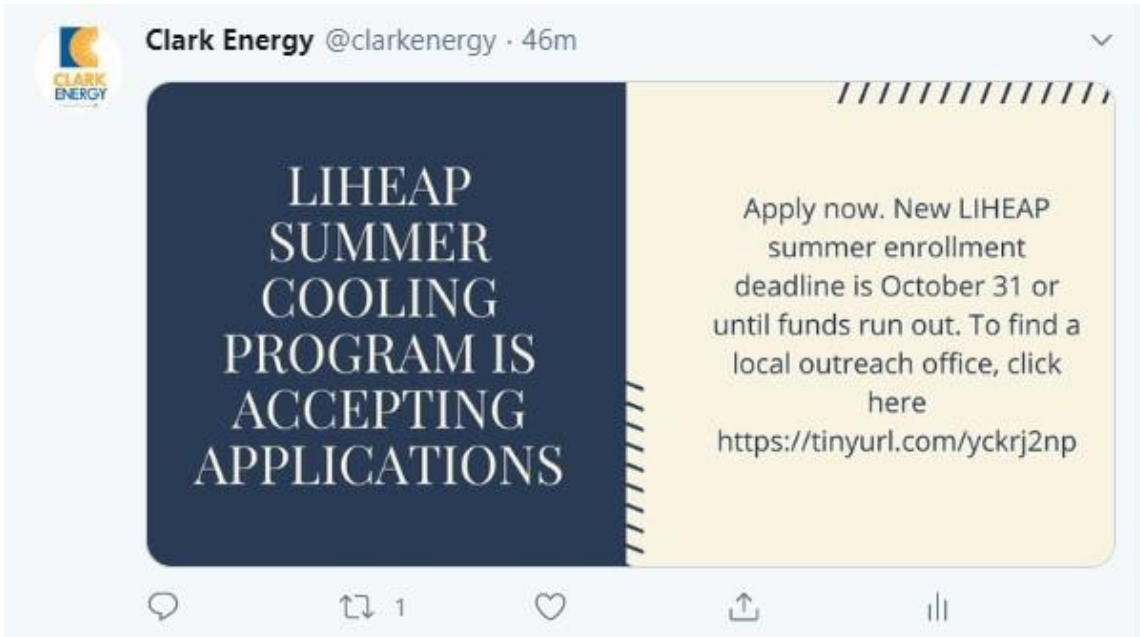 Clark Energy @clarkenergy · 46m
CLARK
ENERGY
LIHEAP
SUMMER
COOLING
PROGRAM IS
ACCEPTING
APPLICATIONS
Apply now. New LIHEAP
summer enrollment
deadline is October 31 or
until funds run out. To find a
local outreach office, click
here
https://tinyurl.com/yckrj2np
1